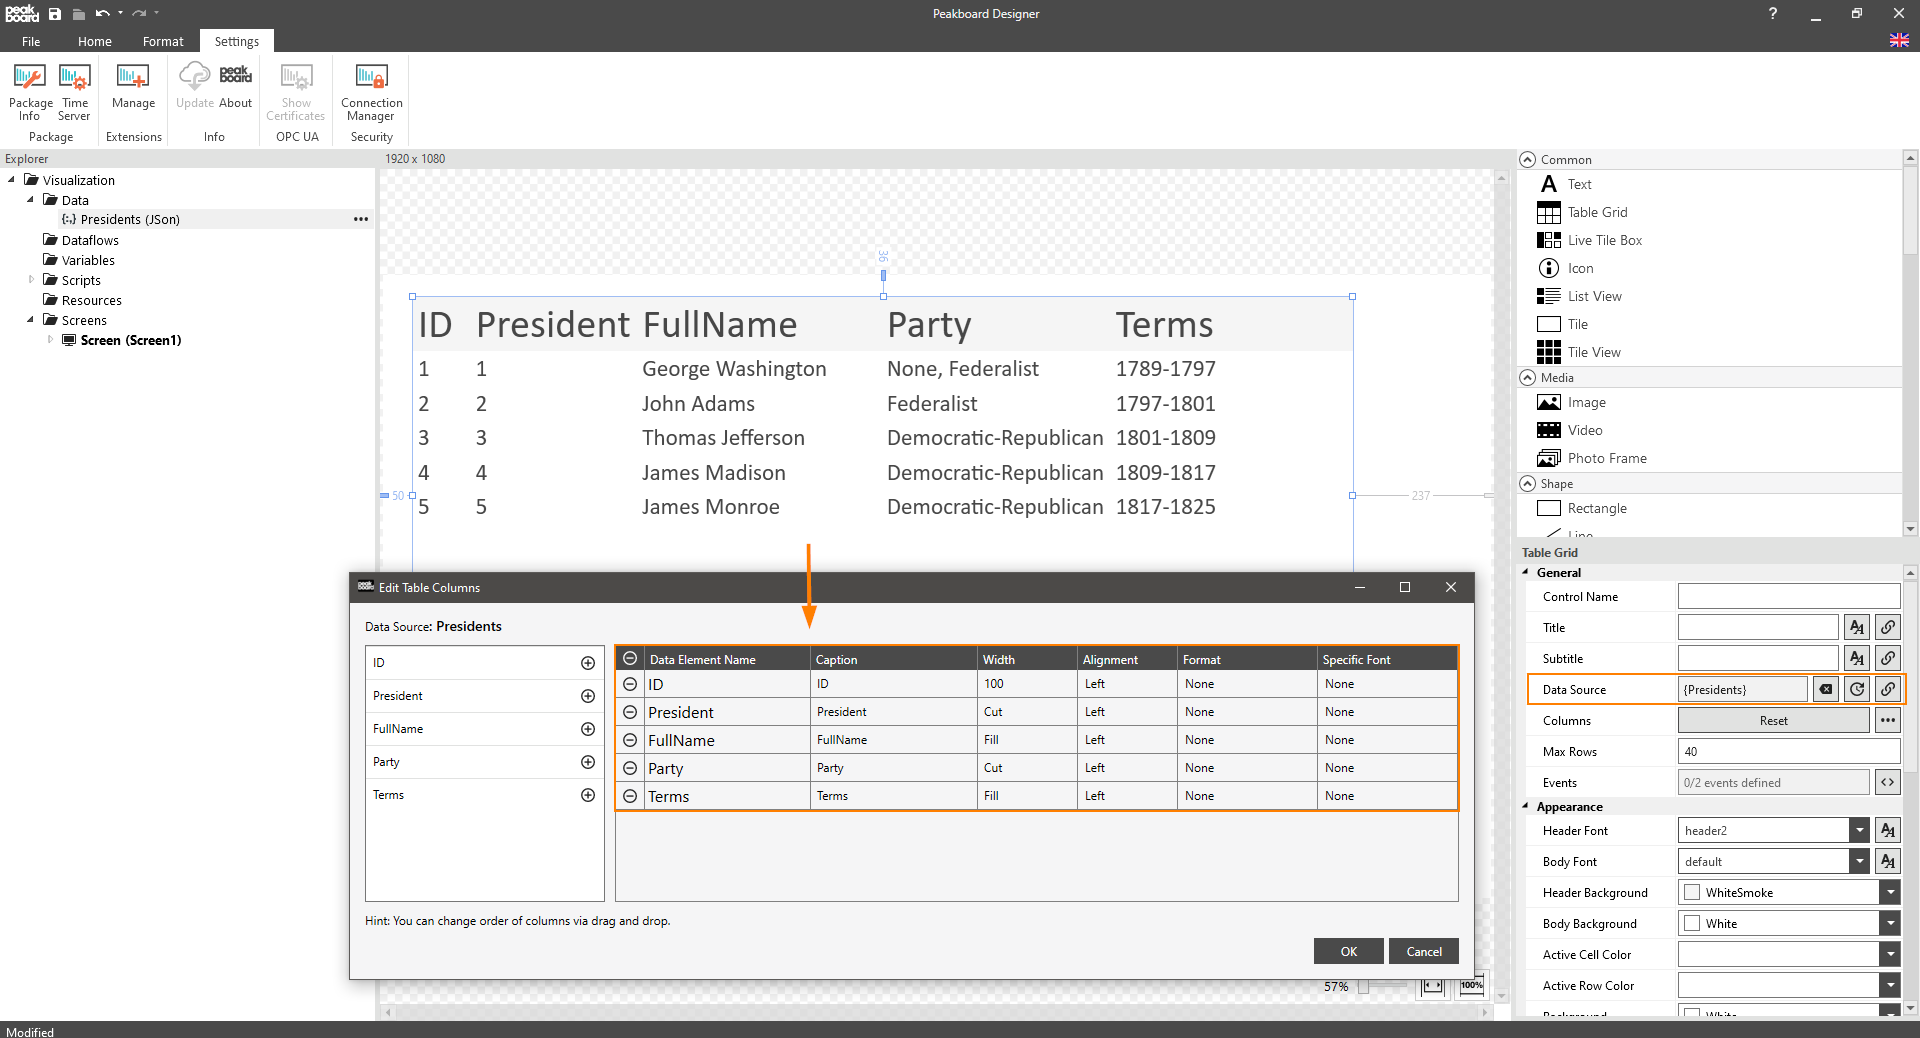 peak board
Peakboard Designer
?
File Home Format Settings
Package Info
Time Server
Manage
Update
peak board
About
Show Certificates
Connection Manager
Package
Extensions
Info
OPC UA
Security
Explorer
Visualization
Data
Presidents (JSon)
Dataflows
Variables
Scripts
Resources
Screens
Screen (Screen1)
1920 x 1080
36
ID President FullName Party Terms
1 1 George Washington None, Federalist 1789-1797
2 2 John Adams Federalist 1797-1801
3 3 Thomas Jefferson Democratic-Republican 1801-1809
4 4 James Madison Democratic-Republican 1809-1817
5 5 James Monroe Democratic-Republican 1817-1825
50
237
peak board
Edit Table Columns
Data Source: Presidents
ID
President
FullName
Party
Terms
Data Element Name Caption Width Alignment Format Specific Font
ID ID 100 Left None None
President President Cut Left None None
FullName FullName Fill Left None None
Party Party Cut Left None None
Terms Terms Fill Left None None
Hint: You can change order of columns via drag and drop.
OK Cancel
57%
100%
Common
Text
Table Grid
Live Tile Box
Icon
List View
Tile
Tile View
Media
Image
Video
Photo Frame
Shape
Rectangle
Line
Table Grid
General
Control Name
Title
Subtitle
Data Source {Presidents}
Columns Reset
Max Rows 40
Events 0/2 events defined
Appearance
Header Font header2
Body Font default
Header Background WhiteSmoke
Body Background White
Active Cell Color
Active Row Color
Background White
Modified